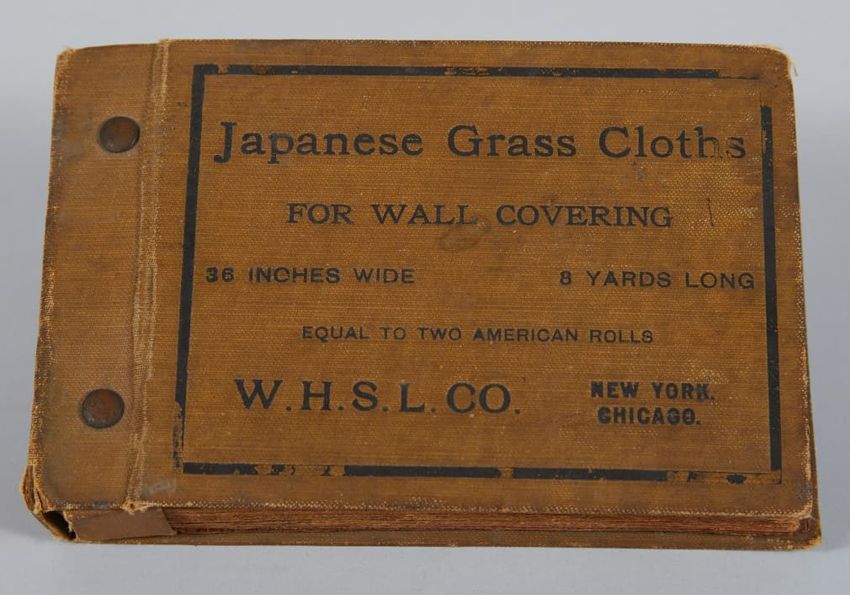 Japanese Grass Cloths
FOR WALL COVERING
36 INCHES WIDE 8 YARDS LONG
EQUAL TO TWO AMERICAN ROLLS
W.H.S.L.CO. NEW YORK.
CHICAGO.